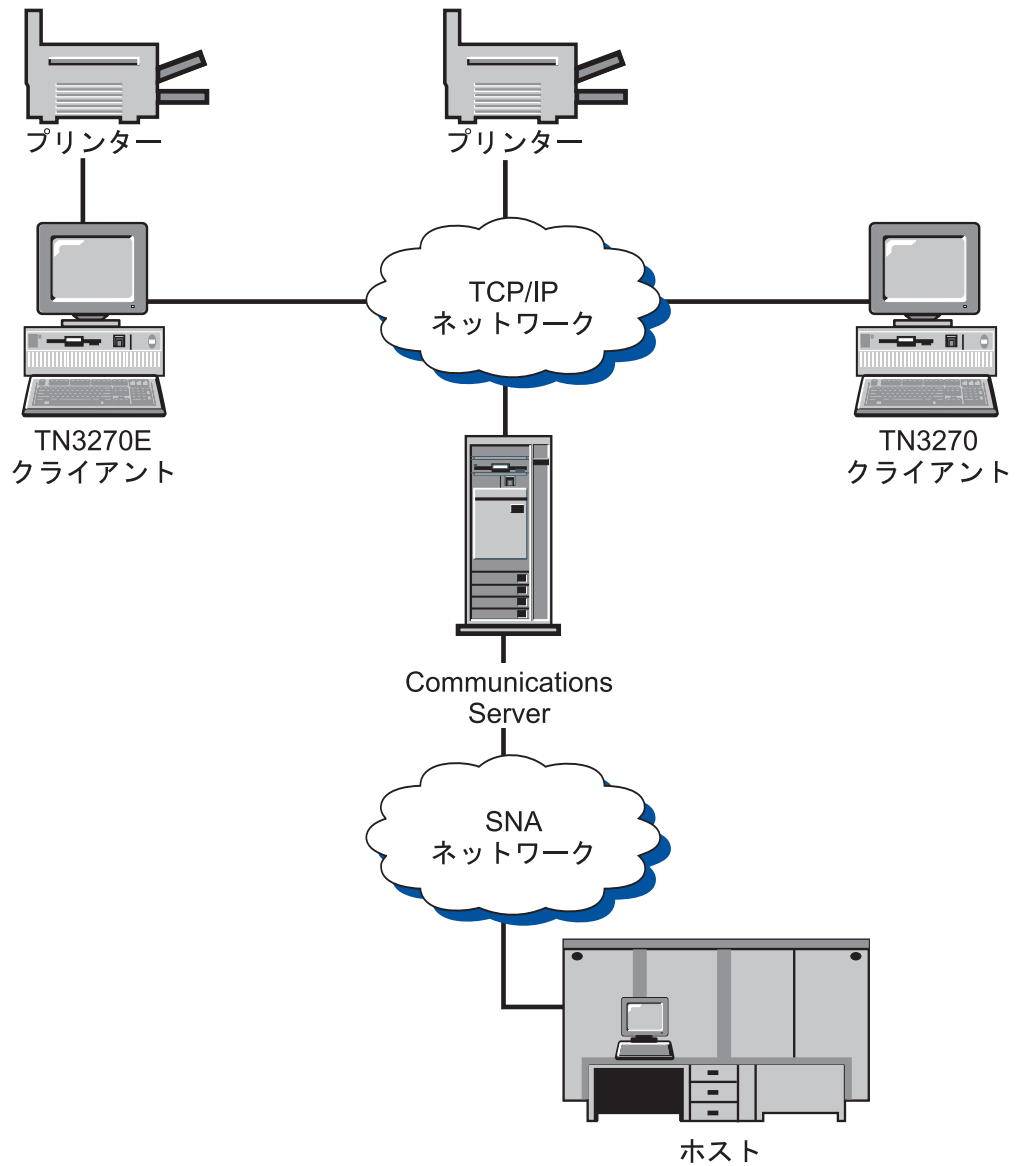 プリンター
プリンター
TCP/IP
ネットワーク
TN3270E
クライアント
TN3270
クライアント
Communications
Server
SNA
ネットワーク
ホスト